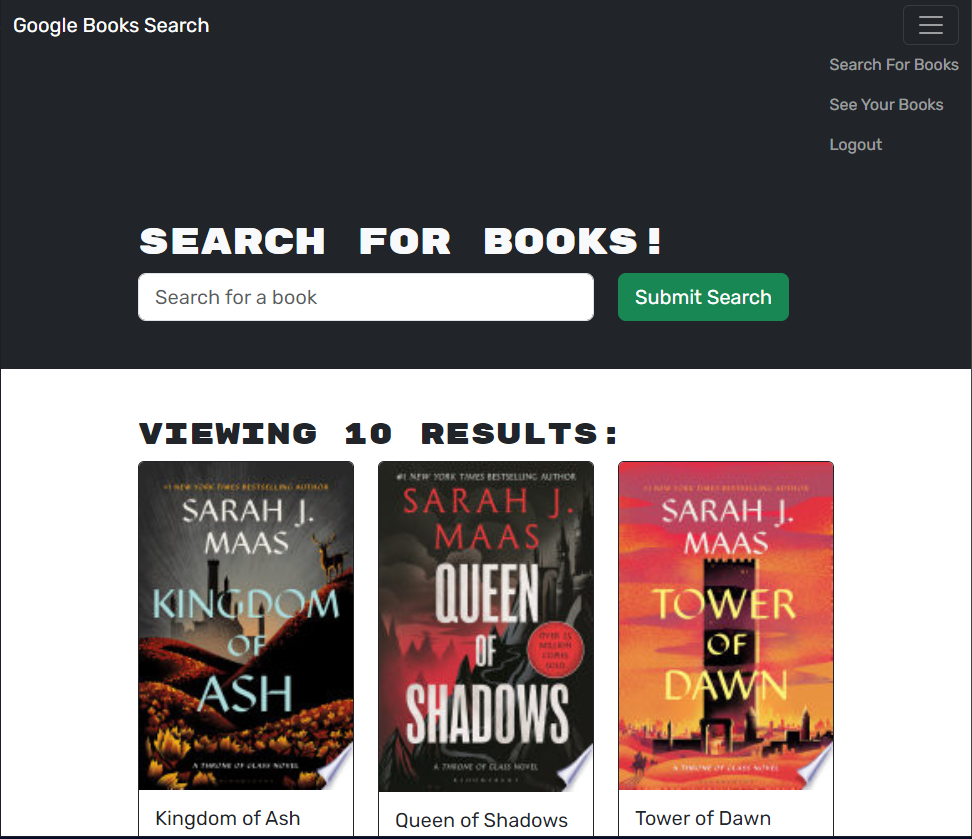 Google Books Search
Search For Books
See Your Books
Logout
SEARCH FOR BOOKS!
Search for a book
Submit Search
VIEWING 10 RESULTS:
#1 NEW YORK TIMES BESTSELLING AUTHOR
SARAH J.
MAAS
KINGDOM
OF
ASH
A THRONE OF GLASS NOVEL
Kingdom of Ash
#1 NEW YORK TIMES BESTSELLING AUTHOR
SARAH J.
MAAS
QUEEN
OF
SHADOWS
OVER
MILLION
COPIES
SOLD
A THRONE OF GLASS NOVEL
BLOOMSBURY
Queen of Shadows
#1 NEW YORK TIMES BESTSELLING AUTHOR
SARAH J.
MAAS
TOWER
OF
DAWN
A THRONE OF GLASS NOVEL
Tower of Dawn